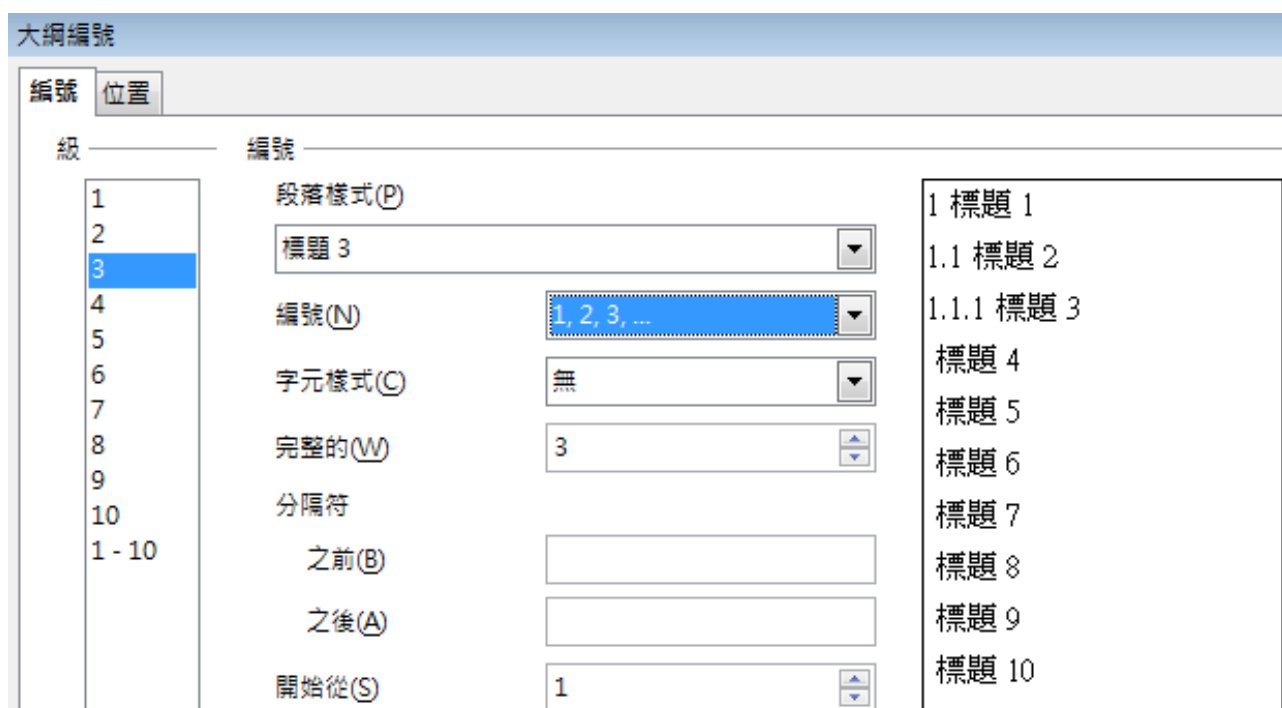 大綱編號
編號 位置
級 編號
1
2
3
4
5
6
7
8
9
10
1 - 10
段落樣式(P)
標題 3
編號(N) 1, 2, 3, ...
字元樣式(C) 無
完整的(W) 3
分隔符
之前(B)
之後(A)
開始從(S) 1
1 標題 1
1.1 標題 2
1.1.1 標題 3
標題 4
標題 5
標題 6
標題 7
標題 8
標題 9
標題 10